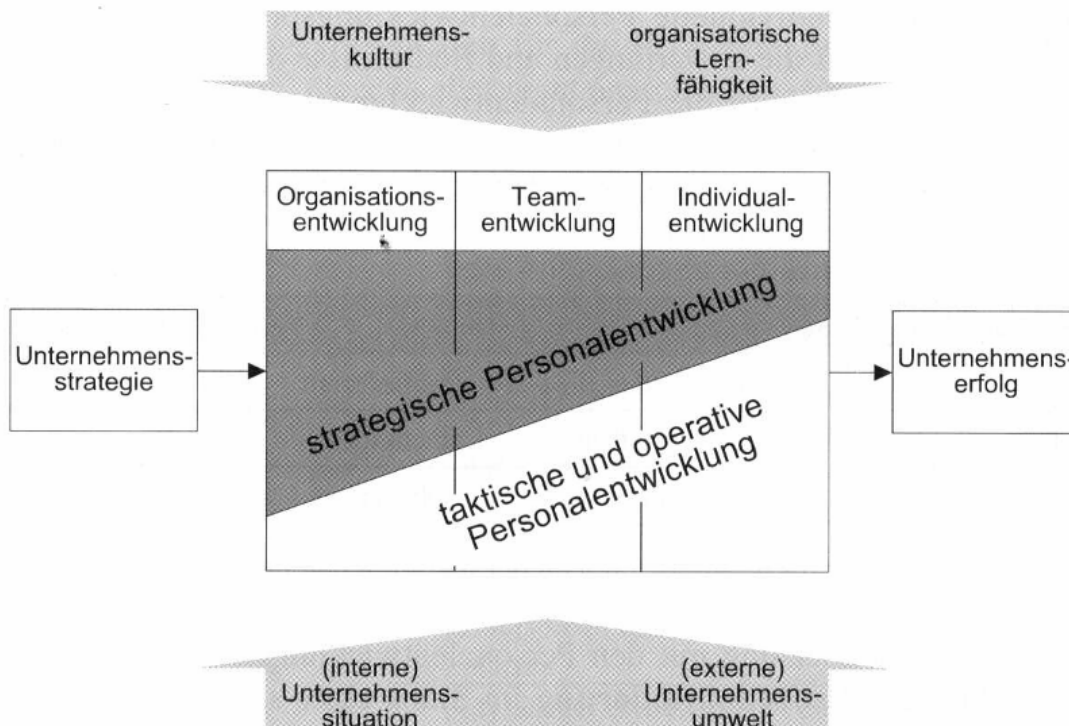 Unternehmens-
kultur
organisatorische
Lern-
fähigkeit
Organisations-
entwicklung
Team-
entwicklung
Individual-
entwicklung
Unternehmens-
strategie
strategische Personalentwicklung
taktische und operative
Personalentwicklung
Unternehmens-
erfolg
(interne)
Unternehmens-
situation
(externe)
Unternehmens-
umwelt